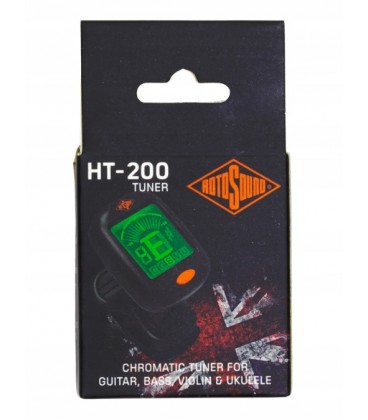 HT-200
TUNER
ROTOSOUND
E
CHROMATIC TUNER FOR
GUITAR, BASS, VIOLIN & UKULELE